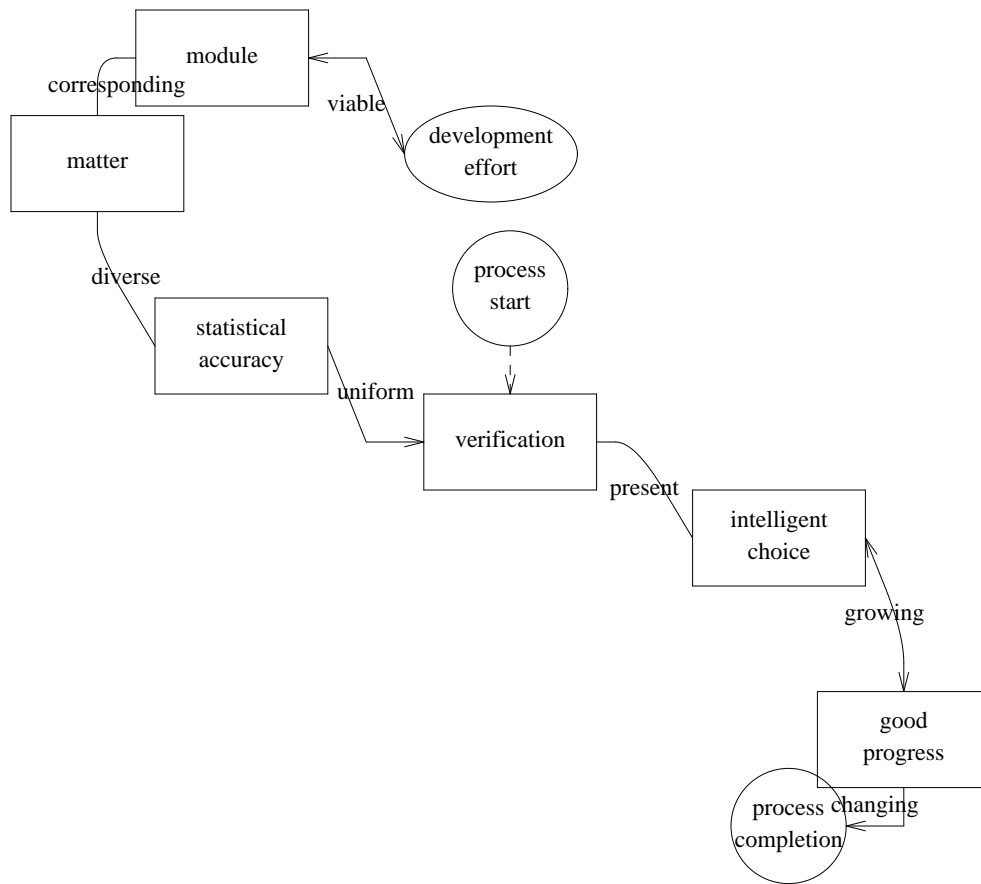 module
corresponding
viable
development
effort
matter
process
start
diverse
statistical
accuracy
uniform
verification
present
intelligent
choice
growing
good
progress
changing
process
completion